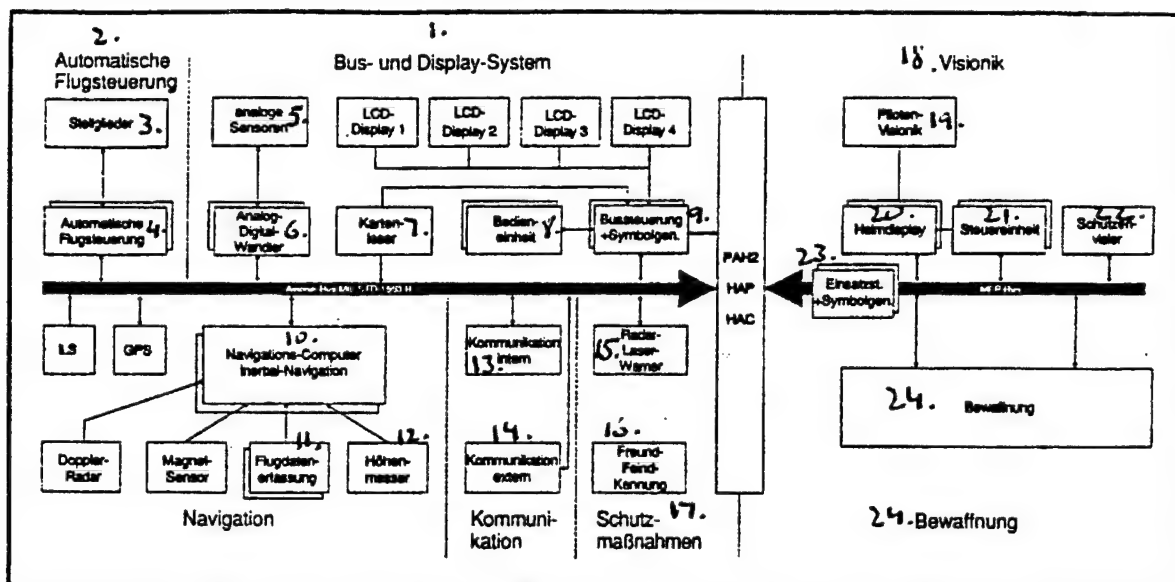 2.
Automatische
Flugsteuerung
1.
Bus- und Display-System
18. Visionik
Stellglieder 3.
analoge
Sensoren 5.
LCD-
Display 1
LCD-
Display 2
LCD-
Display 3
LCD-
Display 4
Piloten-
Visionik 19.
Automatische
Flugsteuerung 4.
Analog-
Digital-
Wandler 6.
Karten-
leser 7.
Bedien-
einheit 8.
Bussteuerung
+Symbolgen. 9.
20.
Helmdisplay
21.
Steuereinheit
22.
Schützen-
visier
PAH2
HAP
HAC
23.
Einsatzst.
+Symbolgen.
MEP Bus
ILS
GPS
10.
Navigations-Computer
Inertial-Navigation
Kommunikation
intern
13.
15.
Radar-
Laser-
Warner
24. Bewaffnung
Doppler-
Radar
Magnet-
Sensor
11.
Flugdaten-
erfassung
12.
Höhen-
messer
14.
Kommunikation
extern
16.
Freund-
Feind-
Kennung
Navigation
Kommuni-
kation
Schutz- 17.
maßnahmen
24. Bewaffnung